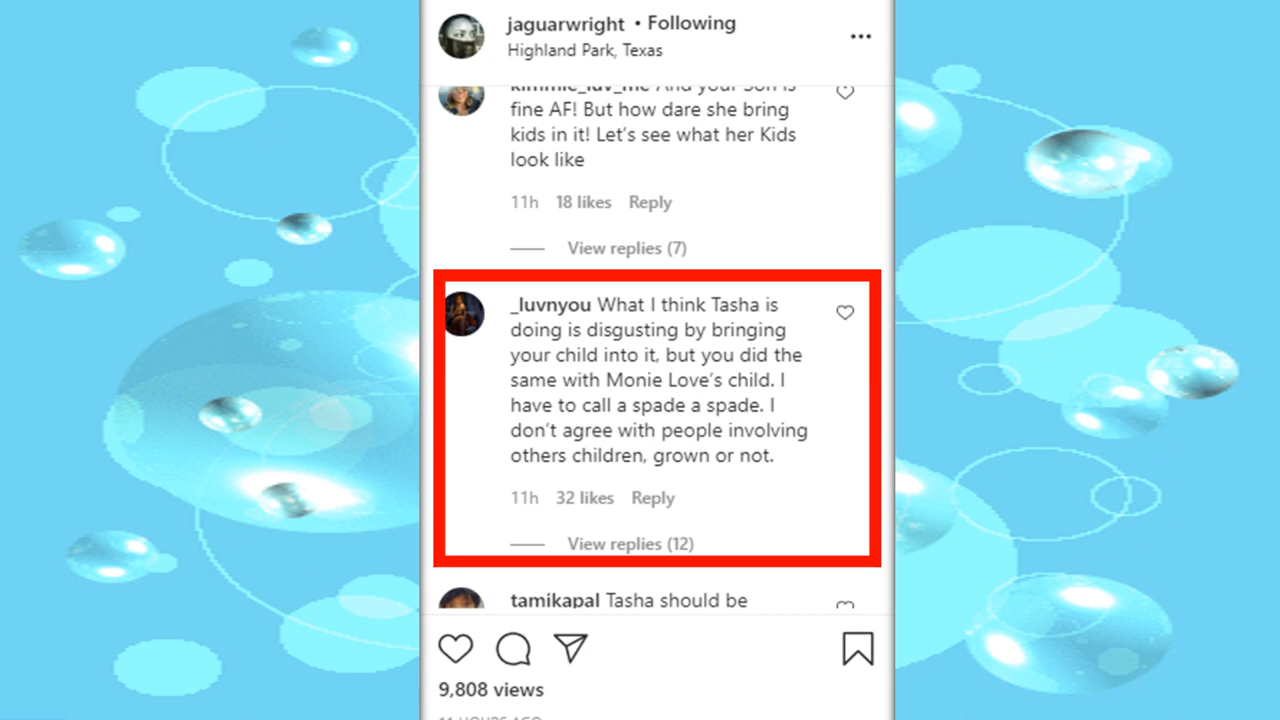 jaguarwright • Following
Highland Park, Texas
kimmie_luv_me And your Son is
fine AF! But how dare she bring
kids in it! Let's see what her Kids
look like
11h 18 likes Reply
View replies (7)
_luvnyou What I think Tasha is
doing is disgusting by bringing
your child into it, but you did the
same with Monie Love's child. I
have to call a spade a spade. I
don't agree with people involving
others children, grown or not.
11h 32 likes Reply
View replies (12)
tamikapal Tasha should be
9,808 views
11 HOURS AGO